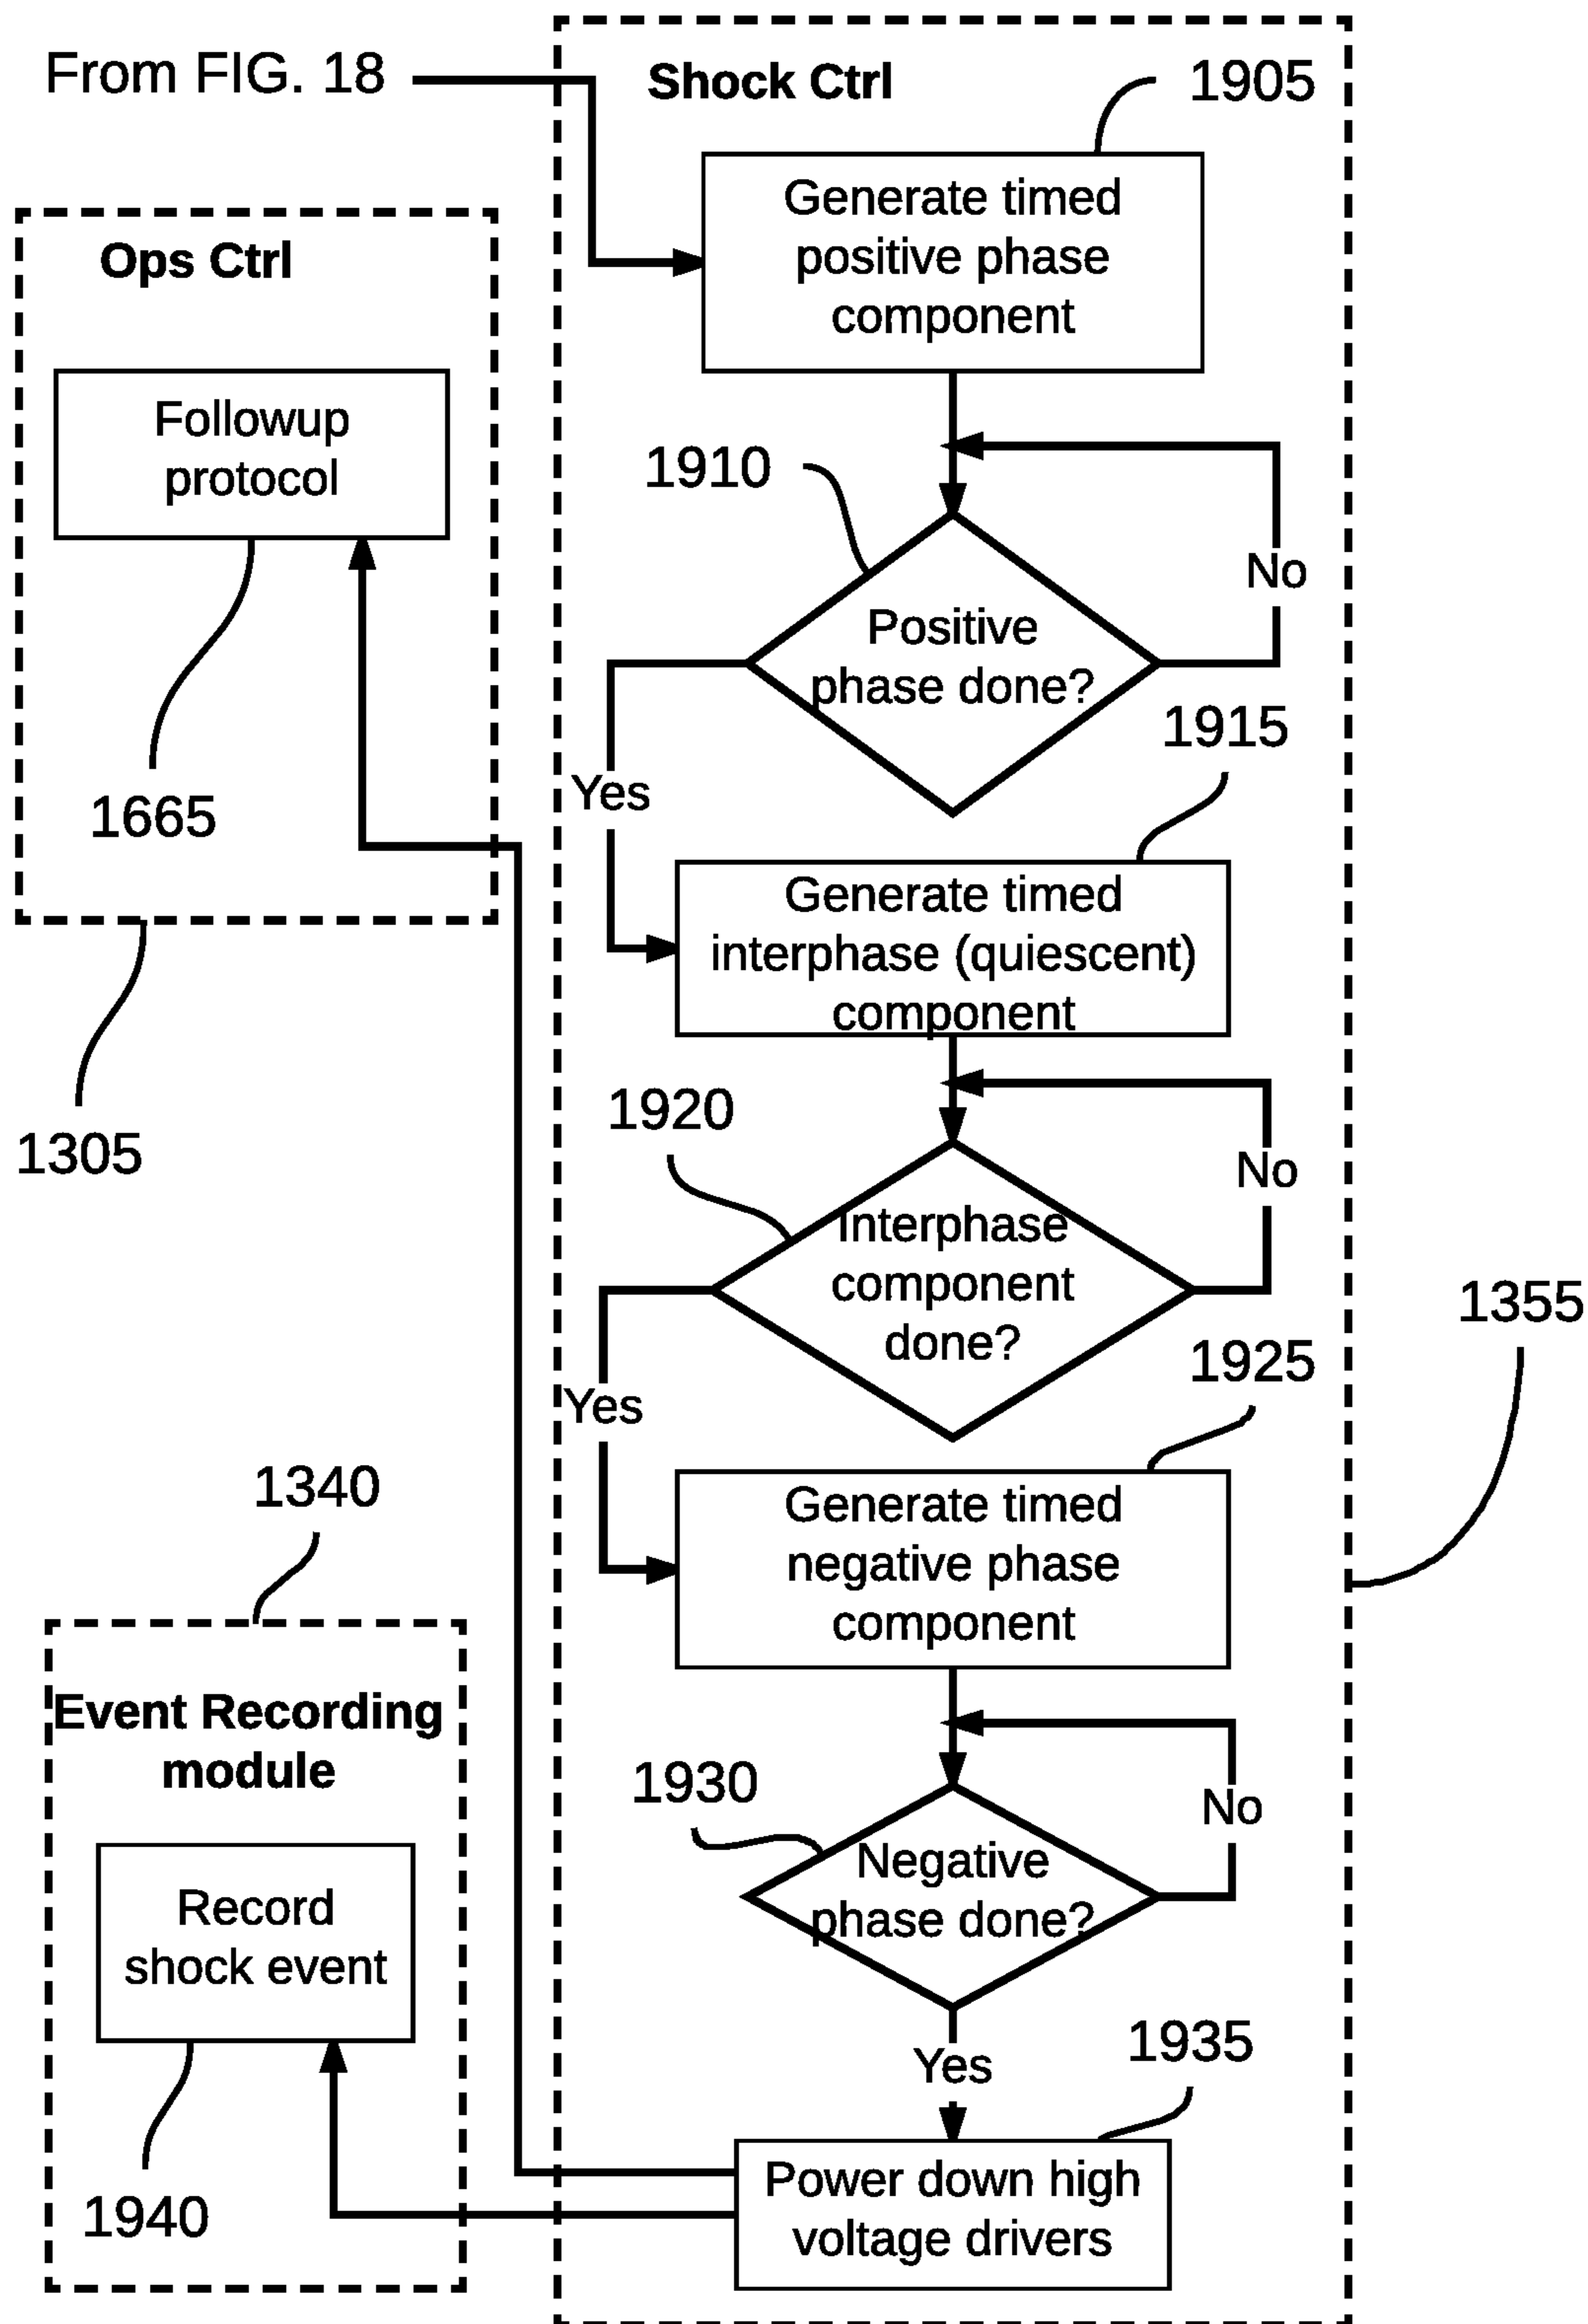 From FIG. 18
Shock Ctrl
1905
Generate timed
positive phase
component
Ops Ctrl
Followup
protocol
1910
No
Positive
phase done?
1915
Yes
1665
Generate timed
interphase (quiescent)
component
1920
1305
No
Interphase
component
done?
1355
1925
Yes
1340
Generate timed
negative phase
component
Event Recording
module
1930
No
Negative
phase done?
Record
shock event
1935
Yes
1940
Power down high
voltage drivers